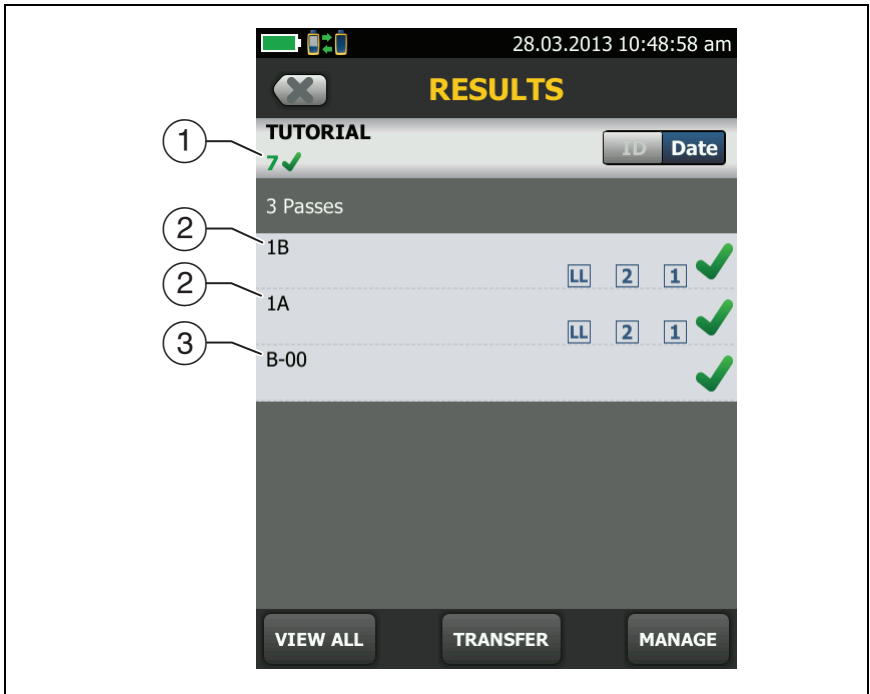 28.03.2013 10:48:58 am
RESULTS
1
TUTORIAL
7
ID Date
3 Passes
2
1B
LL 2 1
2
1A
LL 2 1
3
B-00
VIEW ALL TRANSFER MANAGE